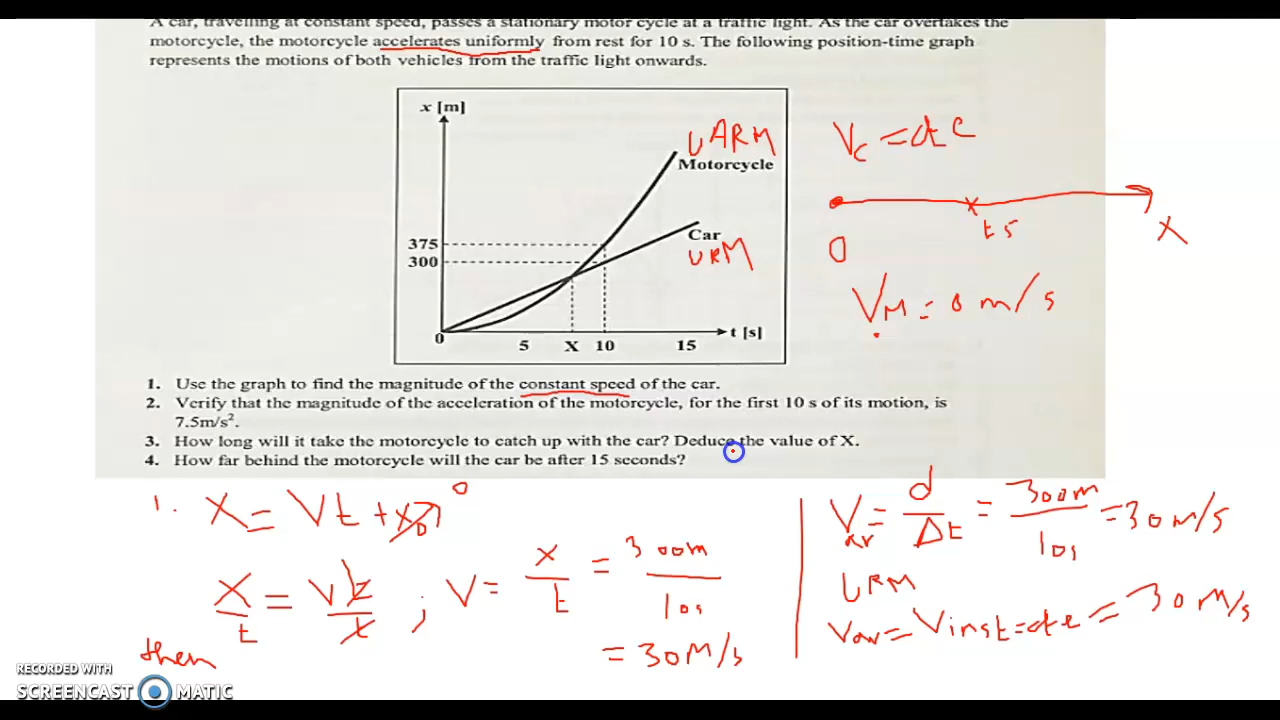 A car, travelling at constant speed, passes a stationary motor cycle at a traffic light. As the car overtakes the
motorcycle, the motorcycle accelerates uniformly from rest for 10 s. The following position-time graph
represents the motions of both vehicles from the traffic light onwards.
x [m]
UARM
Motorcycle
Car
URM
375
300
0
5
X
10
15
t [s]
Vc = cte
0
t 5
X
VM = 0 m/s
1. Use the graph to find the magnitude of the constant speed of the car.
2. Verify that the magnitude of the acceleration of the motorcycle, for the first 10 s of its motion, is
7.5m/s².
3. How long will it take the motorcycle to catch up with the car? Deduce the value of X.
4. How far behind the motorcycle will the car be after 15 seconds?
1. X = Vt + x0 0
X/t = Vt/t ; V = x/t = 300m/10s
= 30 M/s
then
Vav = d/Δt = 300m/10s = 30 m/s
URM
Vav = Vinst = cte = 30 M/s
RECORDED WITH
SCREENCAST MATIC